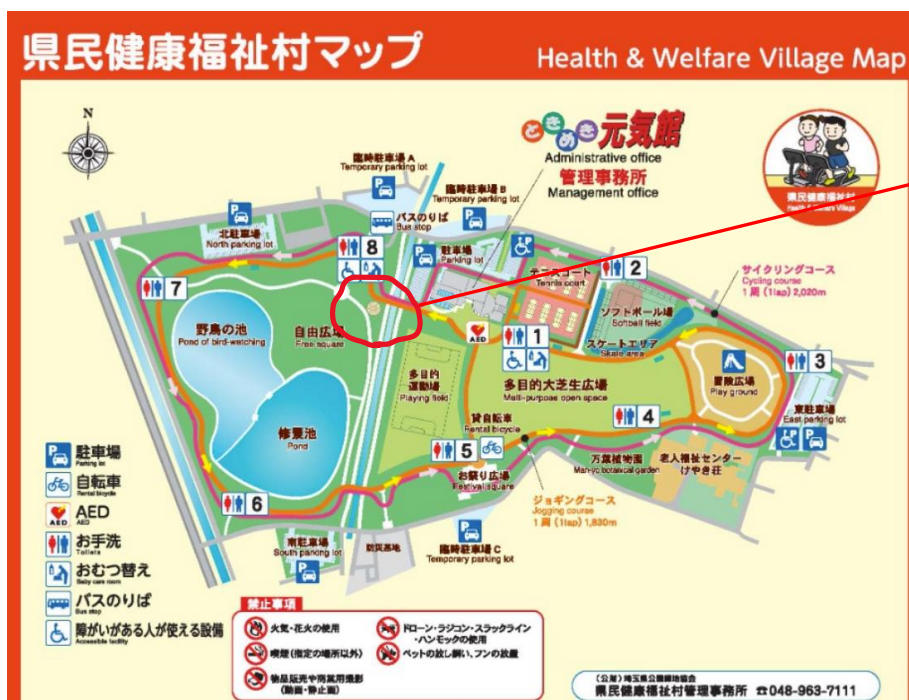 県民健康福祉村マップ
Health & Welfare Village Map
N
ときめき元気館
Administrative office
管理事務所
Management office
県民健康福祉村
Health & Welfare Village
臨時駐車場 A
Temporary parking lot
P
臨時駐車場 B
Temporary parking lot
P
バスのりば
Bus stop
P
北駐車場
North parking lot
8
P
駐車場
Parking lot
P
テニスコート
Tennis court
2
サイクリングコース
Cycling course
1 周 (1lap) 2,020m
7
野鳥の池
Pond of bird-watching
自由広場
Free square
AED
1
ソフトボール場
Softball field
スケートエリア
Skate area
3
多目的
運動場
Playing field
多目的大芝生広場
Multi-purpose open space
冒険広場
Play ground
修景池
Pond
貸自転車
Rental bicycle
4
東駐車場
East parking lot
P
P
5
お祭り広場
Festival square
万葉植物園
Man-yo botanical garden
老人福祉センター
けやき荘
6
ジョギングコース
Jogging course
1 周 (1lap) 1,830m
南駐車場
South parking lot
P
防災基地
P
臨時駐車場 C
Temporary parking lot
P
駐車場
Parking lot
自転車
Rental bicycle
AED
AED
AED
お手洗
Toilets
おむつ替え
Baby care room
バスのりば
Bus stop
障がいがある人が使える設備
Accessible facility
禁止事項
火気・花火の使用
ドローン・ラジコン・スラックライン
・ハンモックの使用
喫煙(指定の場所以外)
ペットの放し飼い、フンの放置
物品販売や商業用撮影
(動画・静止画)
(公財)埼玉県公園緑地協会
県民健康福祉村管理事務所 ☎048-963-7111